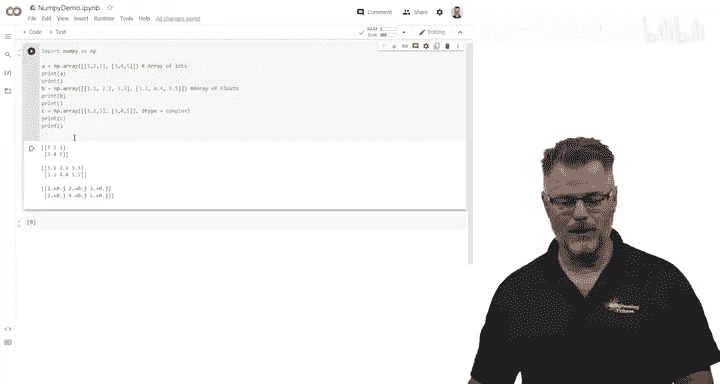 NumpyDemo.ipynb
File Edit View Insert Runtime Tools Help All changes saved
Comment Share
+ Code + Text
RAM
Disk
Editing
import numpy as np
a = np.array([[1,2,3], [3,4,5]]) # Array of ints
print(a)
print()
b = np.array([[1.1, 2.2, 3.3], [3.3, 4.4, 5.5]]) #Array of Floats
print(b)
print()
c = np.array([[1,2,3], [3,4,5]], dtype = complex)
print(c)
print()
[[1 2 3]
[3 4 5]]
[[1.1 2.2 3.3]
[3.3 4.4 5.5]]
[[1.+0.j 2.+0.j 3.+0.j]
[3.+0.j 4.+0.j 5.+0.j]]
[0]
bilibili